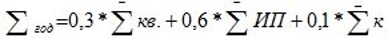 ∑ год = 0,3 * ∑̄ кв. + 0,6 * ∑̄ ИП + 0,1 * ∑̄ к